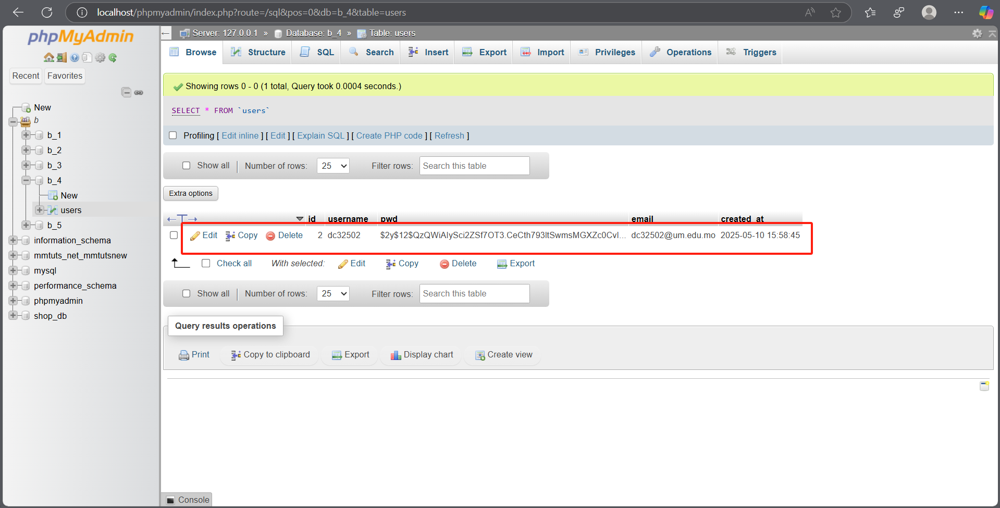 localhost/phpmyadmin/index.php?route=/sql&pos=0&db=b_4&table=users
phpMyAdmin
Server: 127.0.0.1 » Database: b_4 » Table: users
Browse Structure SQL Search Insert Export Import Privileges Operations Triggers
Recent Favorites
New
b
b_1
b_2
b_3
b_4
New
users
b_5
information_schema
mmtuts_net_mmtutsnew
mysql
performance_schema
phpmyadmin
shop_db
Showing rows 0 - 0 (1 total, Query took 0.0004 seconds.)
SELECT * FROM `users`
Profiling [ Edit inline ] [ Edit ] [ Explain SQL ] [ Create PHP code ] [ Refresh ]
Show all Number of rows: 25 Filter rows: Search this table
Extra options
id username pwd email created_at
Edit Copy Delete 2 dc32502 $2y$12$QzQWiAlySci2ZSf7OT3.CeCth793ltSwmsMGXZc0Cvl... dc32502@um.edu.mo 2025-05-10 15:58:45
Check all With selected: Edit Copy Delete Export
Show all Number of rows: 25 Filter rows: Search this table
Query results operations
Print Copy to clipboard Export Display chart Create view
Console